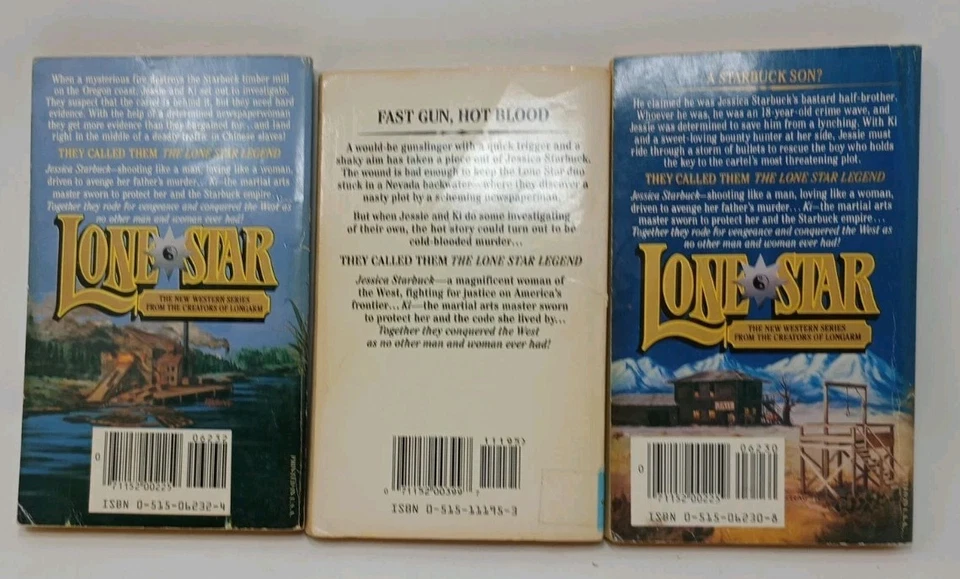 When a mysterious fire destroys the Starbuck timber mill
on the Oregon coast, Jessie and Ki set out to investigate.
They suspect that the cartel is behind it, but they need hard
evidence. With the help of a determined newspaperwoman
they get more evidence than they bargained for...and land
right in the middle of a deadly traffic in Chinese slaves!
THEY CALLED THEM THE LONE STAR LEGEND
Jessica Starbuck—shooting like a man, loving like a woman,
driven to avenge her father's murder... Ki—the martial arts
master sworn to protect her and the Starbuck empire...
Together they rode for vengeance and conquered the West as
no other man and woman ever had!
LONE STAR
THE NEW WESTERN SERIES
FROM THE CREATORS OF LONGARM
06232
0
71152 00225
ISBN 0-515-06232-4
FAST GUN, HOT BLOOD
A would-be gunslinger with a quick trigger and a
shaky aim has taken a piece out of Jessica Starbuck.
The wound is bad enough to keep the Lone Star duo
stuck in a Nevada backwater—where they discover a
nasty plot by a scheming newspaperman.
But when Jessie and Ki do some investigating
of their own, the hot story could turn out to be
cold-blooded murder...
THEY CALLED THEM THE LONE STAR LEGEND
Jessica Starbuck—a magnificent woman of
the West, fighting for justice on America's
frontier...Ki—the martial arts master sworn
to protect her and the code she lived by...
Together they conquered the West
as no other man and woman ever had!
11195
0
71152 00399
7
ISBN 0-515-11195-3
A STARBUCK SON?
He claimed he was Jessica Starbuck's bastard half-brother.
Whoever he was, he was an 18-year-old crime wave, and
Jessie was determined to save him from a lynching. With Ki
and a sweet-loving bounty hunter at her side, Jessie must
ride through a storm of bullets to rescue the boy who holds
the key to the cartel's most threatening plot.
THEY CALLED THEM THE LONE STAR LEGEND
Jessica Starbuck—shooting like a man, loving like a woman,
driven to avenge her father's murder... Ki—the martial arts
master sworn to protect her and the Starbuck empire...
Together they rode for vengeance and conquered the West as
no other man and woman ever had!
LONE STAR
THE NEW WESTERN SERIES
FROM THE CREATORS OF LONGARM
JAIL
06230
0
71152 00225
ISBN 0-515-06230-8